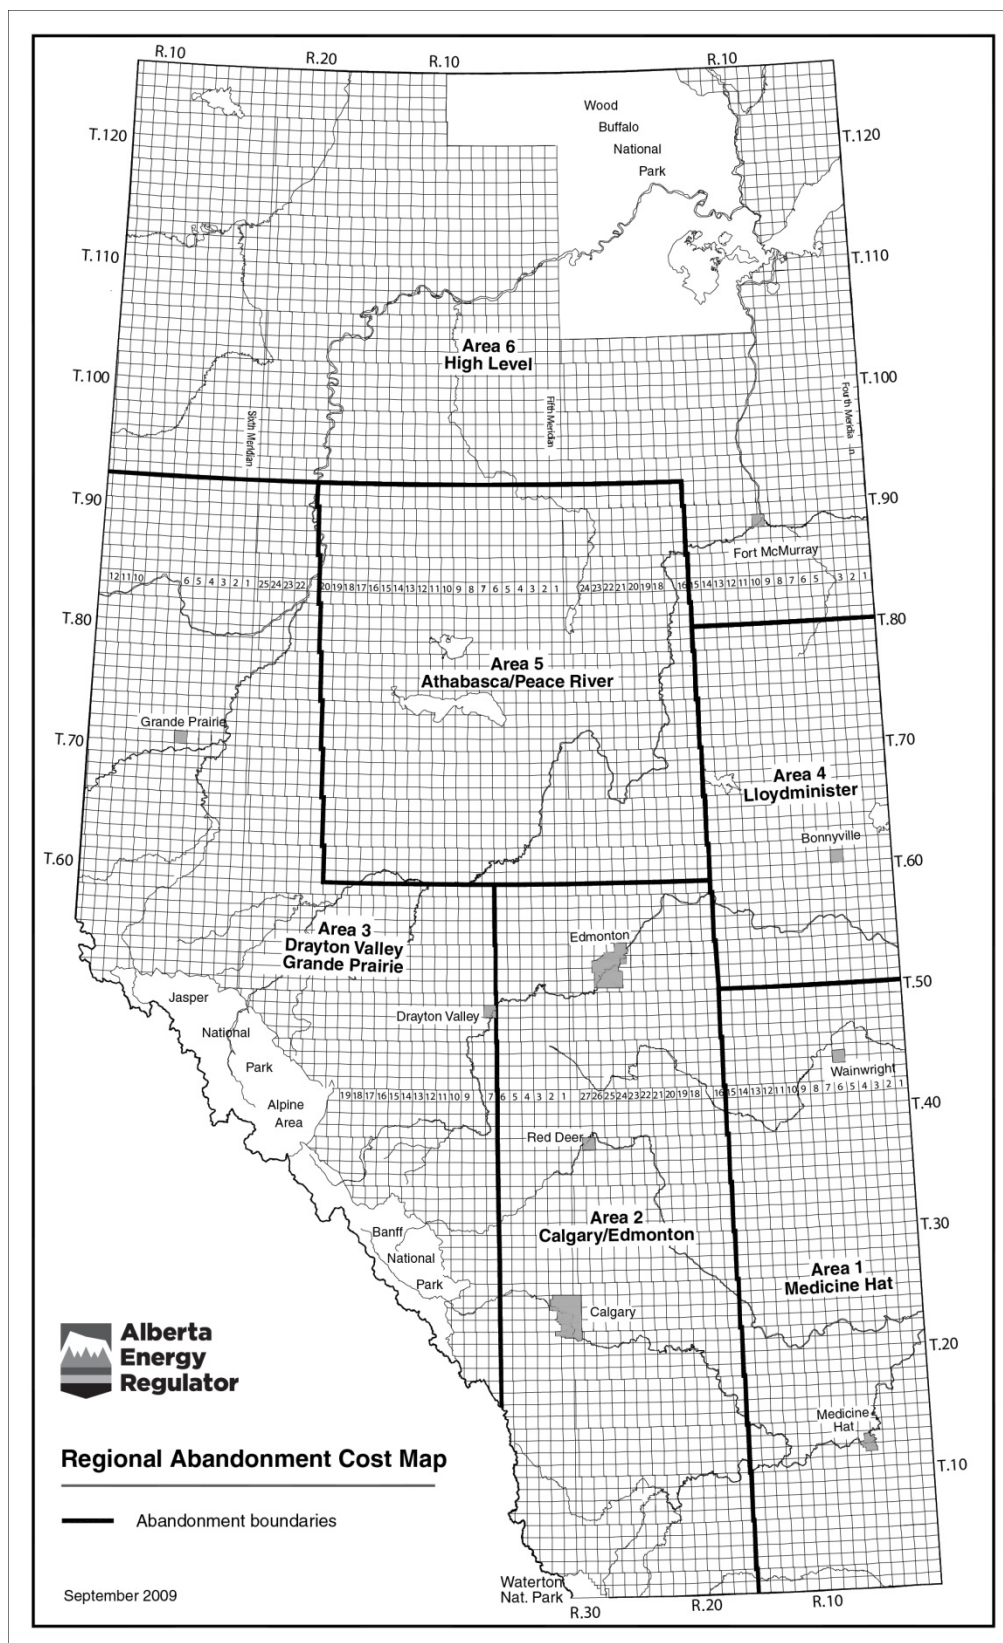 R.10
R.20
R.10
R.10
Wood
Buffalo
National
Park
T.120
T.120
T.110
T.110
Area 6
High Level
T.100
T.100
Sixth Meridian
Fifth Meridian
T.90
T.90
Fort McMurray
12 11 10 6 5 4 3 2 1 25 24 23 22 20 19 18 17 16 15 14 13 12 11 10 9 8 7 6 5 4 3 2 1 24 23 22 21 20 19 18 16 15 14 13 12 11 10 9 8 7 6 5 3 2 1
T.80
T.80
Area 5
Athabasca/Peace River
Grande Prairie
T.70
T.70
Area 4
Lloydminister
Bonnyville
T.60
T.60
Area 3
Drayton Valley
Grande Prairie
Edmonton
T.50
Jasper
National
Park
Alpine
Area
Drayton Valley
Wainwright
19 18 17 16 15 14 13 12 11 10 9 7 6 5 4 3 2 1 27 26 25 24 23 22 21 20 19 18 16 15 14 13 12 11 10 9 8 7 6 5 4 3 2 1
T.40
Red Deer
Area 2
Calgary/Edmonton
T.30
Banff
National
Park
Area 1
Medicine Hat
Calgary
T.20
Alberta
Energy
Regulator
Medicine
Hat
Regional Abandonment Cost Map
T.10
Abandonment boundaries
September 2009
Waterton
Nat. Park
R.30
R.20
R.10